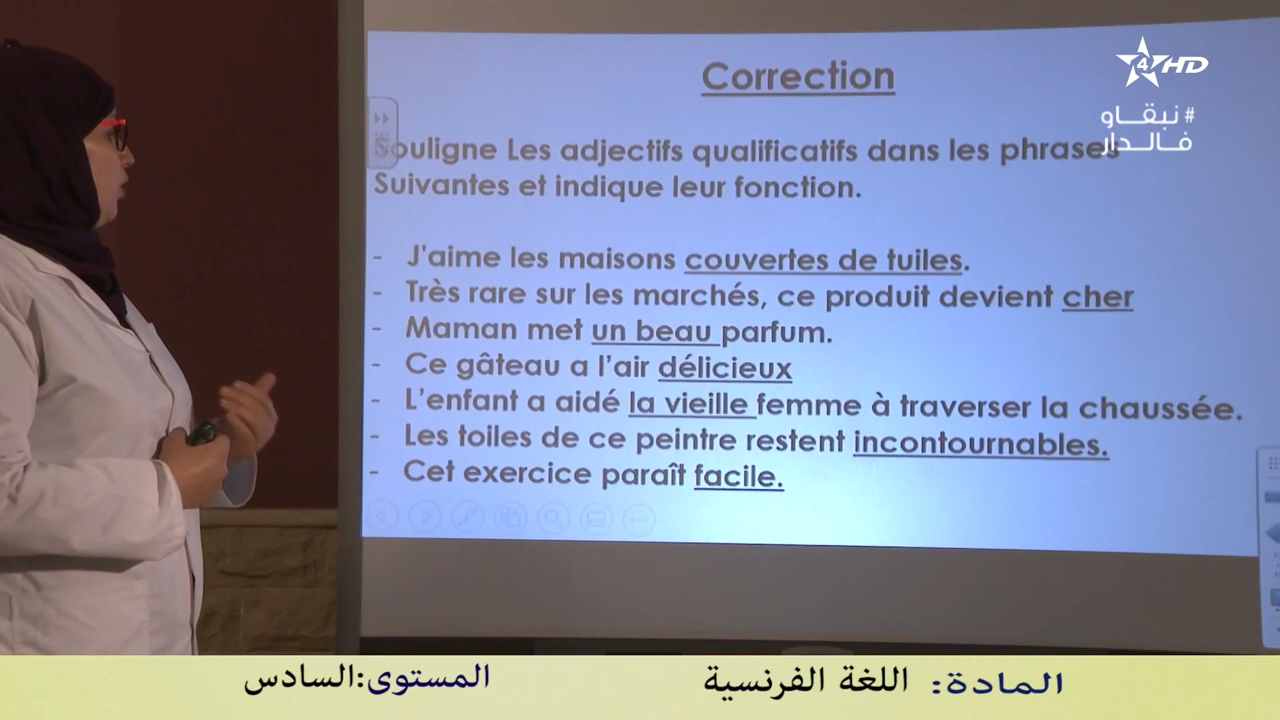 Correction
4 HD
# نبقاو
فالدار
Souligne Les adjectifs qualificatifs dans les phrases
Suivantes et indique leur fonction.
- J'aime les maisons couvertes de tuiles.
- Très rare sur les marchés, ce produit devient cher
- Maman met un beau parfum.
- Ce gâteau a l'air délicieux
- L'enfant a aidé la vieille femme à traverser la chaussée.
- Les toiles de ce peintre restent incontournables.
- Cet exercice paraît facile.
المادة: اللغة الفرنسية
المستوى:السادس